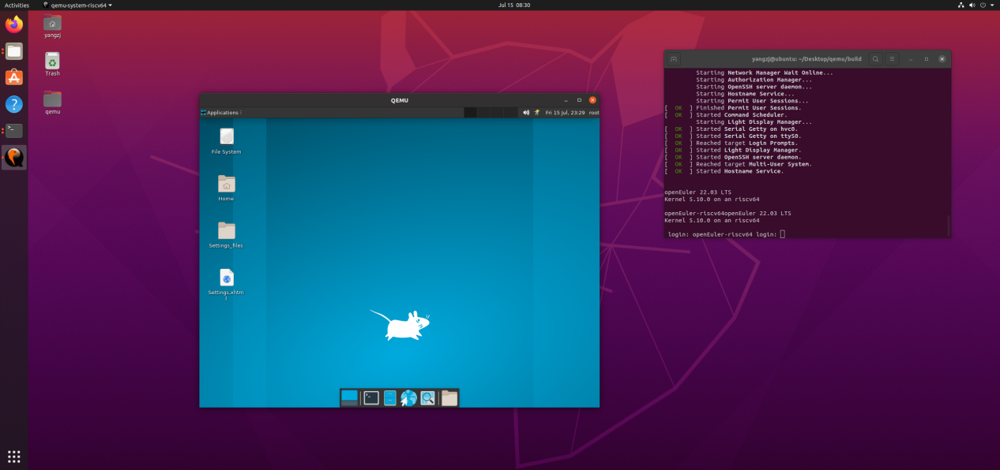 Activities
qemu-system-riscv64
Jul 15 08:30
yangzj
Trash
qemu
QEMU
Applications
Fri 15 Jul, 23:29 root
File System
Home
Settings_files
Settings.xhtm
l
yangzj@ubuntu: ~/Desktop/qemu/build
Starting Network Manager Wait Online...
Starting Authorization Manager...
Starting OpenSSH server daemon...
Starting Hostname Service...
Starting Permit User Sessions...
[  OK  ] Finished Permit User Sessions.
[  OK  ] Started Command Scheduler.
Starting Light Display Manager...
[  OK  ] Started Serial Getty on hvc0.
[  OK  ] Started Serial Getty on ttyS0.
[  OK  ] Reached target Login Prompts.
[  OK  ] Started Light Display Manager.
[  OK  ] Started OpenSSH server daemon.
[  OK  ] Reached target Multi-User System.
[  OK  ] Started Hostname Service.
openEuler 22.03 LTS
Kernel 5.10.0 on an riscv64
openEuler-riscv64openEuler 22.03 LTS
Kernel 5.10.0 on an riscv64
login: openEuler-riscv64 login: